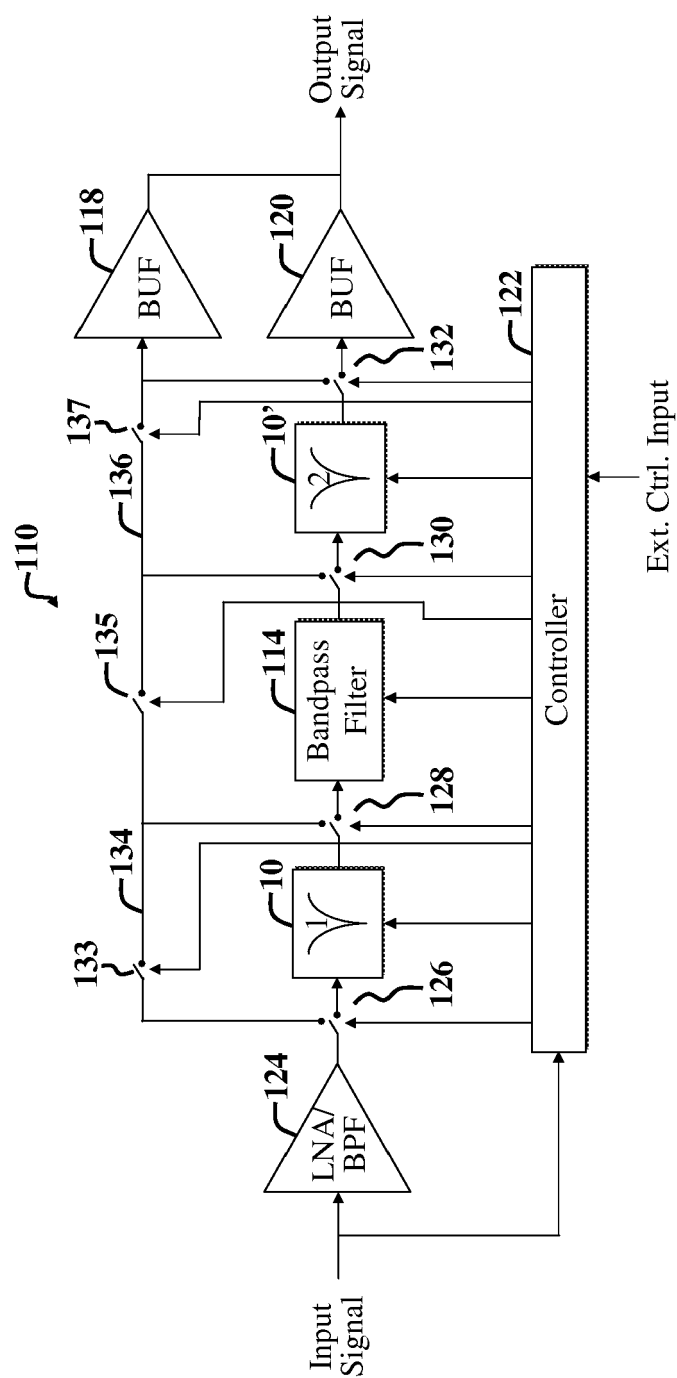 110
Input
Signal
124
LNA/
BPF
126
133
134
10
1
128
135
114
Bandpass
Filter
130
136
137
10’
2
132
118
BUF
120
BUF
Output
Signal
122
Controller
Ext. Ctrl. Input